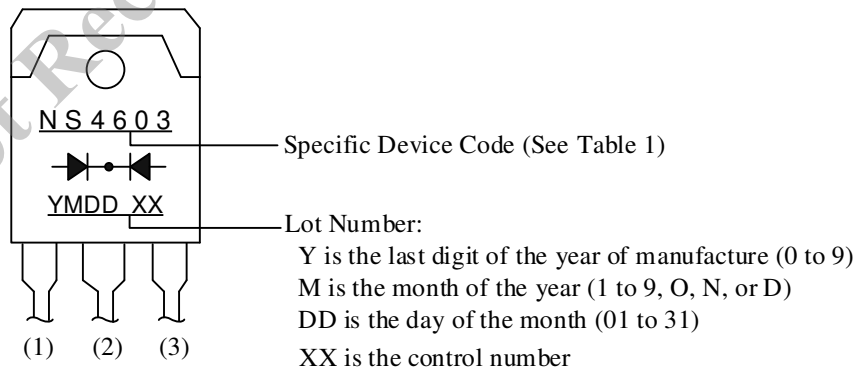 NS4603
Specific Device Code (See Table 1)
YMDD XX
Lot Number:
Y is the last digit of the year of manufacture (0 to 9)
M is the month of the year (1 to 9, O, N, or D)
DD is the day of the month (01 to 31)
XX is the control number
(1) (2) (3)